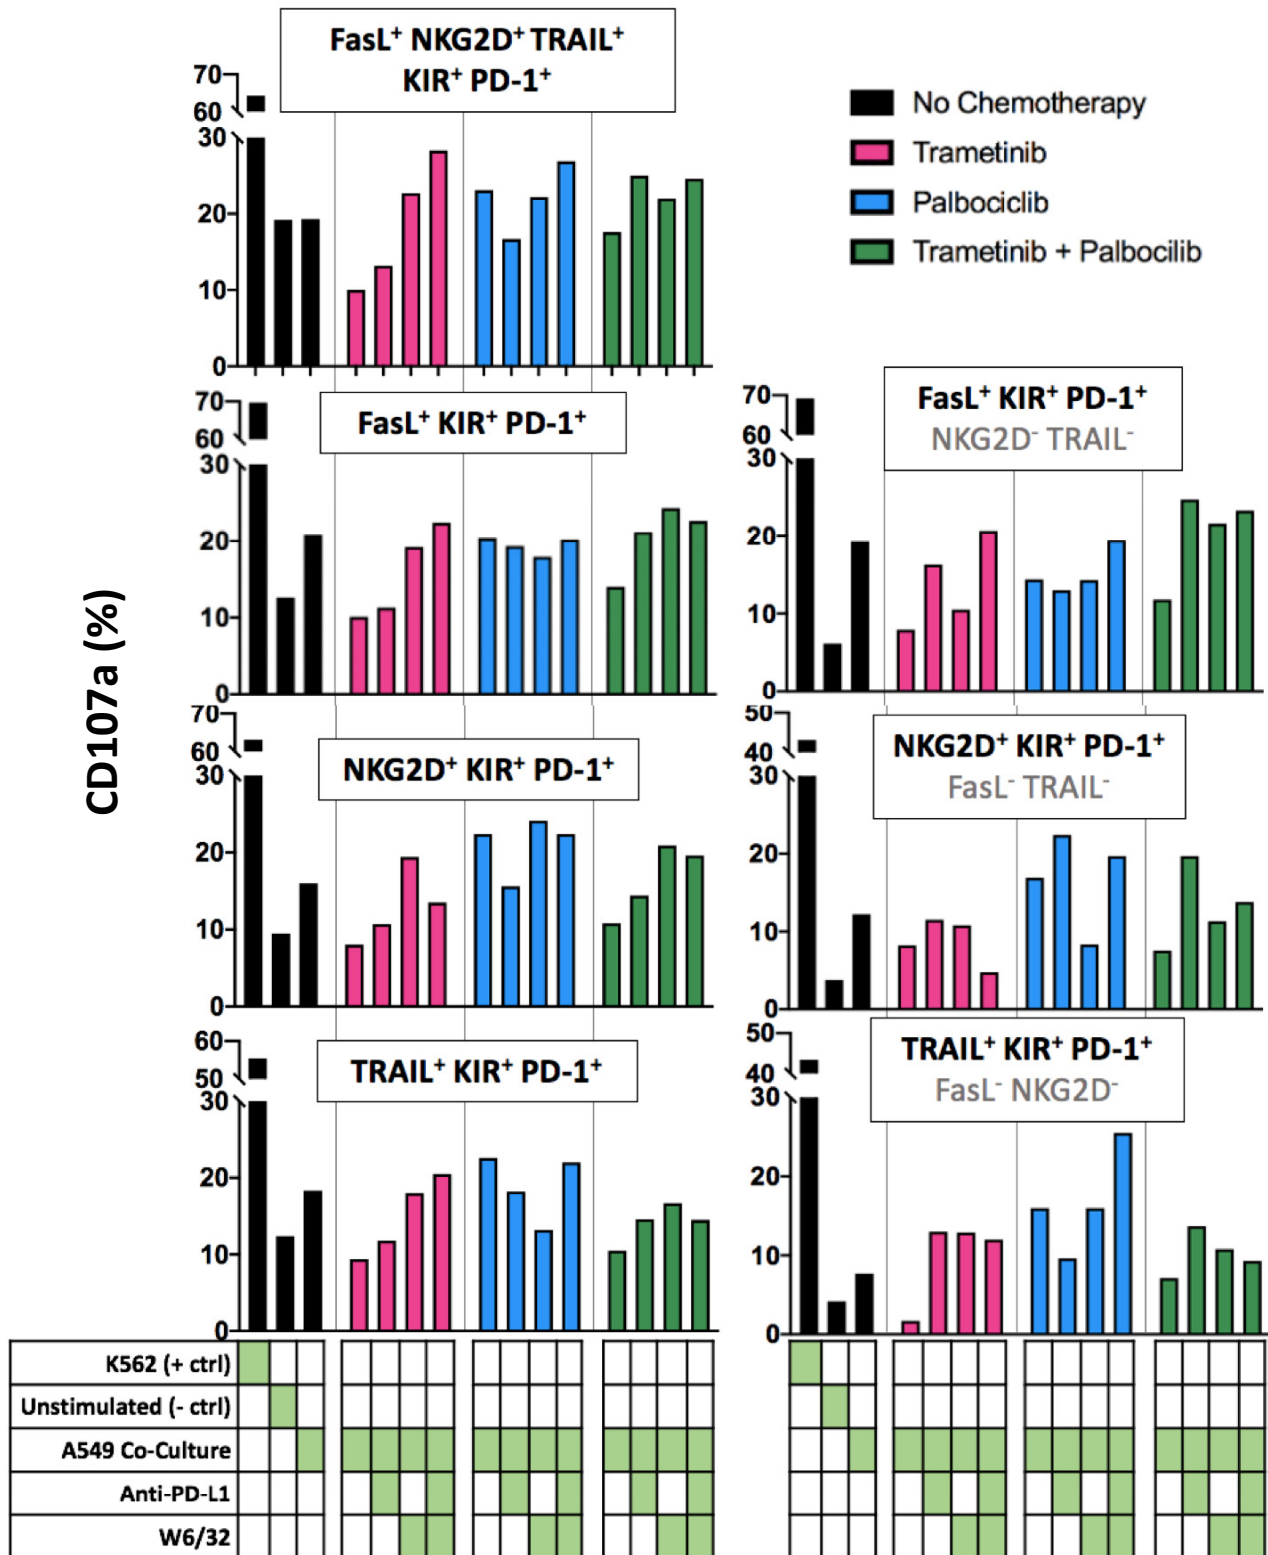 FasL⁺ NKG2D⁺ TRAIL⁺
KIR⁺ PD-1⁺
70
60
30
20
10
0
No Chemotherapy
Trametinib
Palbociclib
Trametinib + Palbocilib
CD107a (%)
FasL⁺ KIR⁺ PD-1⁺
70
60
30
20
10
0
FasL⁺ KIR⁺ PD-1⁺
NKG2D⁻ TRAIL⁻
70
60
30
20
10
0
NKG2D⁺ KIR⁺ PD-1⁺
70
60
30
20
10
0
NKG2D⁺ KIR⁺ PD-1⁺
FasL⁻ TRAIL⁻
50
40
30
20
10
0
TRAIL⁺ KIR⁺ PD-1⁺
60
50
30
20
10
0
TRAIL⁺ KIR⁺ PD-1⁺
FasL⁻ NKG2D⁻
50
40
30
20
10
0
K562 (+ ctrl)
Unstimulated (- ctrl)
A549 Co-Culture
Anti-PD-L1
W6/32